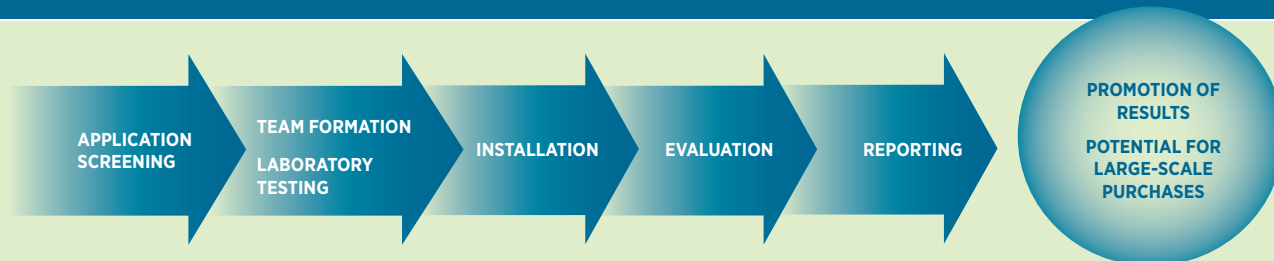 APPLICATION
SCREENING
TEAM FORMATION
LABORATORY
TESTING
INSTALLATION
EVALUATION
REPORTING
PROMOTION OF
RESULTS
POTENTIAL FOR
LARGE-SCALE
PURCHASES